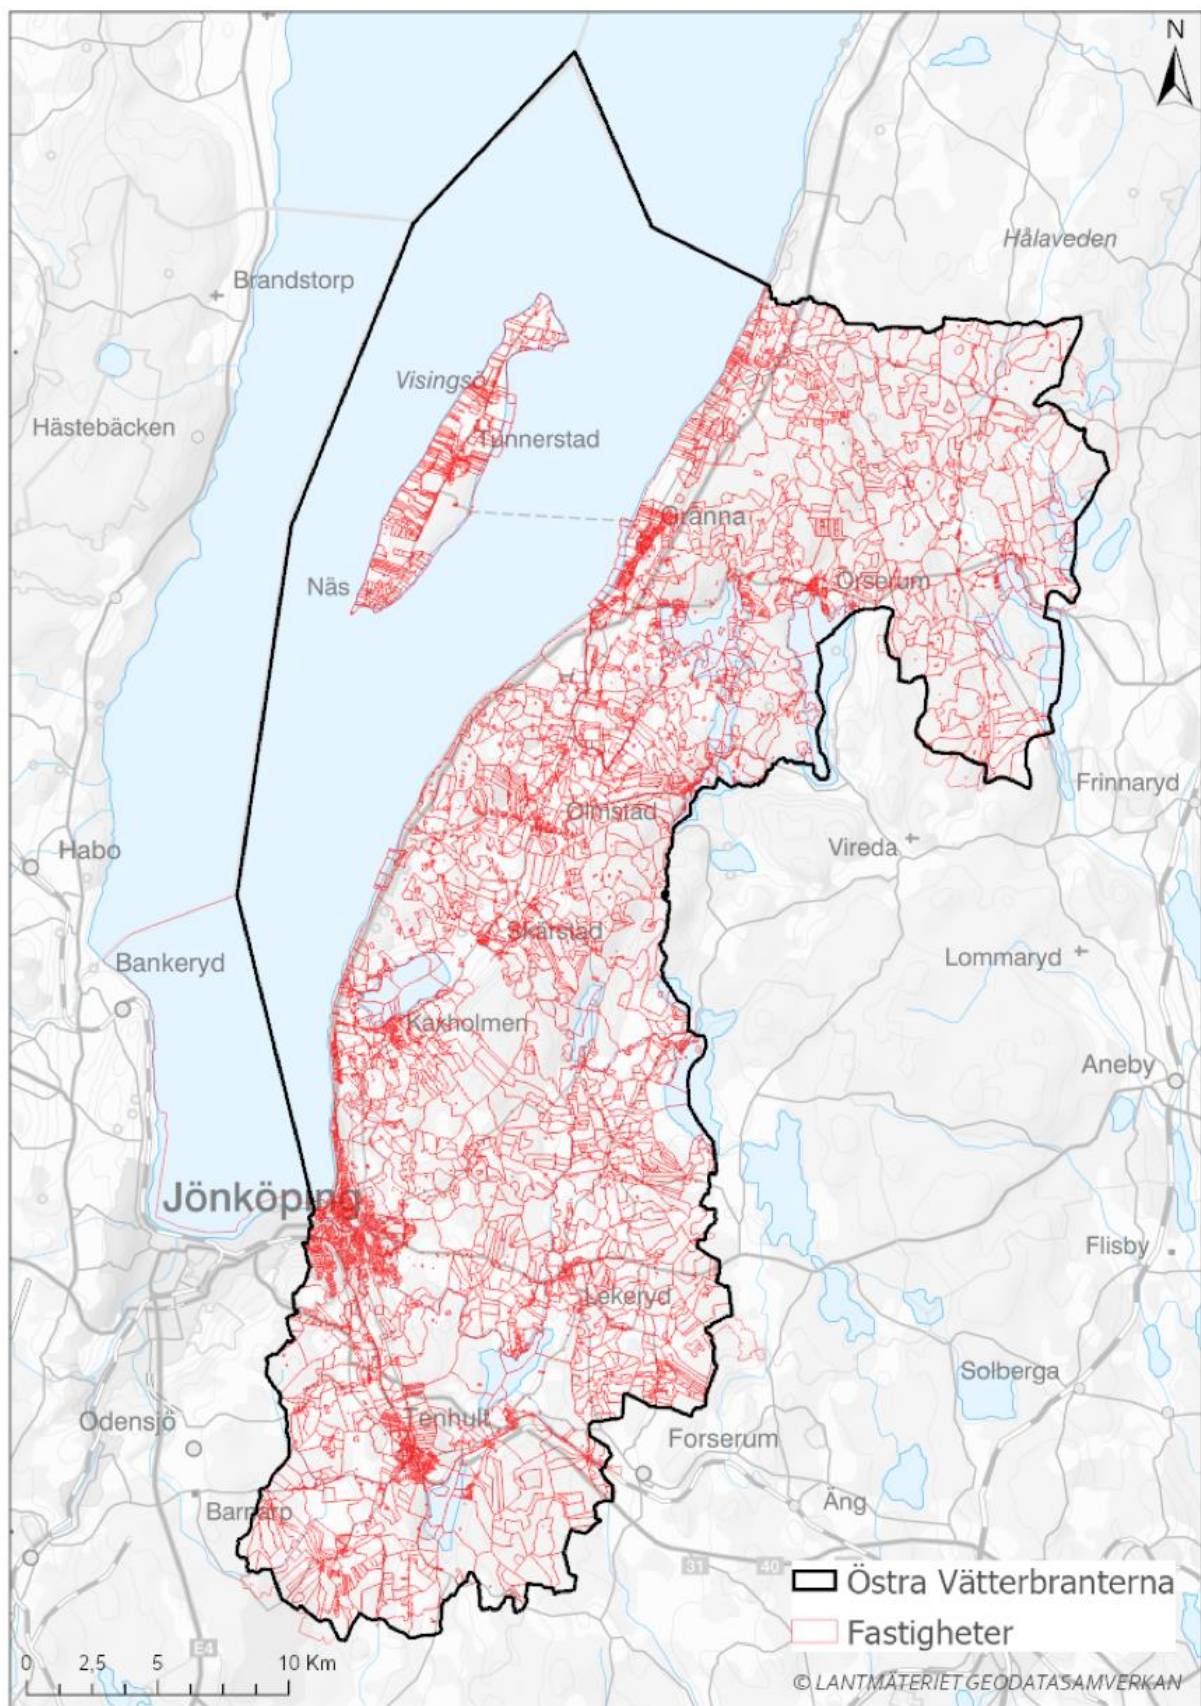 N
Hålaveden
Brandstorp
Visingsö
Hästebäcken
Tunnerstad
Gränna
Näs
Örserum
Frinnaryd
Ölmstad
Vireda
Habo
Skärstad
Lommaryd
Bankeryd
Kaxholmen
Aneby
Jönköping
Flisby
Lekeryd
Solberga
Odensjö
Tenhult
Forserum
Barnarp
Äng
31
40
Östra Vätterbranterna
Fastigheter
E4
0 2,5 5 10 Km
© LANTMÄTERIET GEODATASAMVERKAN